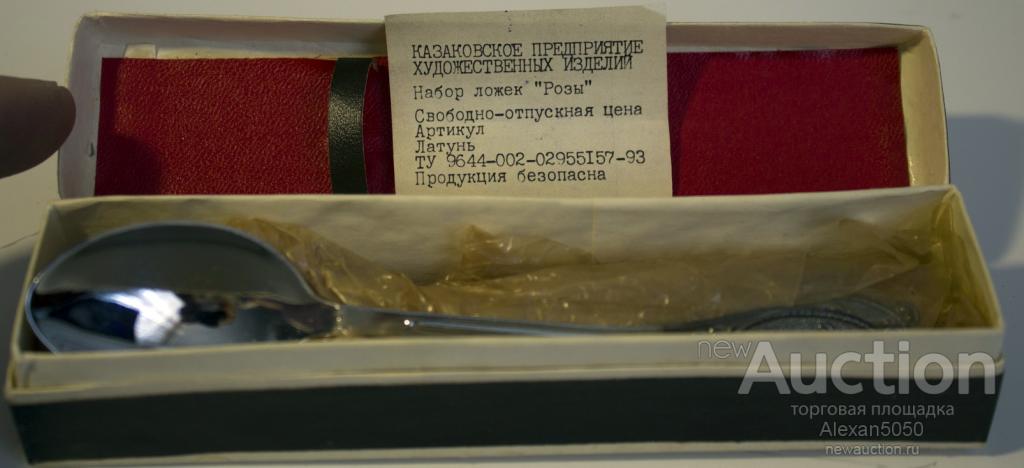 КАЗАКОВСКОЕ ПРЕДПРИЯТИЕ
ХУДОЖЕСТВЕННЫХ ИЗДЕЛИЙ
Набор ложек "Розы"
Свободно-отпускная цена
Артикул
Латунь
ТУ 9644-002-02955I57-93
Продукция безопасна
newAuction
торговая площадка
Alexan5050
newauction.ru